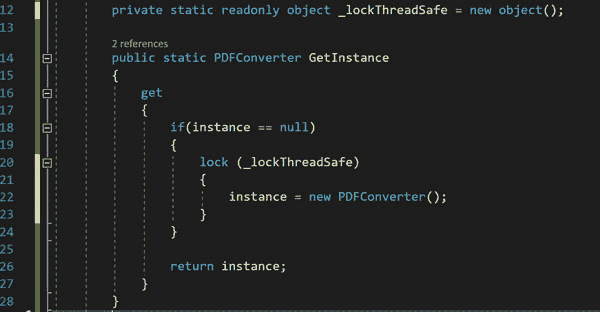 12 private static readonly object _lockThreadSafe = new object();
13
2 references
14 public static PDFConverter GetInstance
15 {
16 get
17 {
18 if(instance == null)
19 {
20 lock (_lockThreadSafe)
21 {
22 instance = new PDFConverter();
23 }
24 }
25
26 return instance;
27 }
28 }